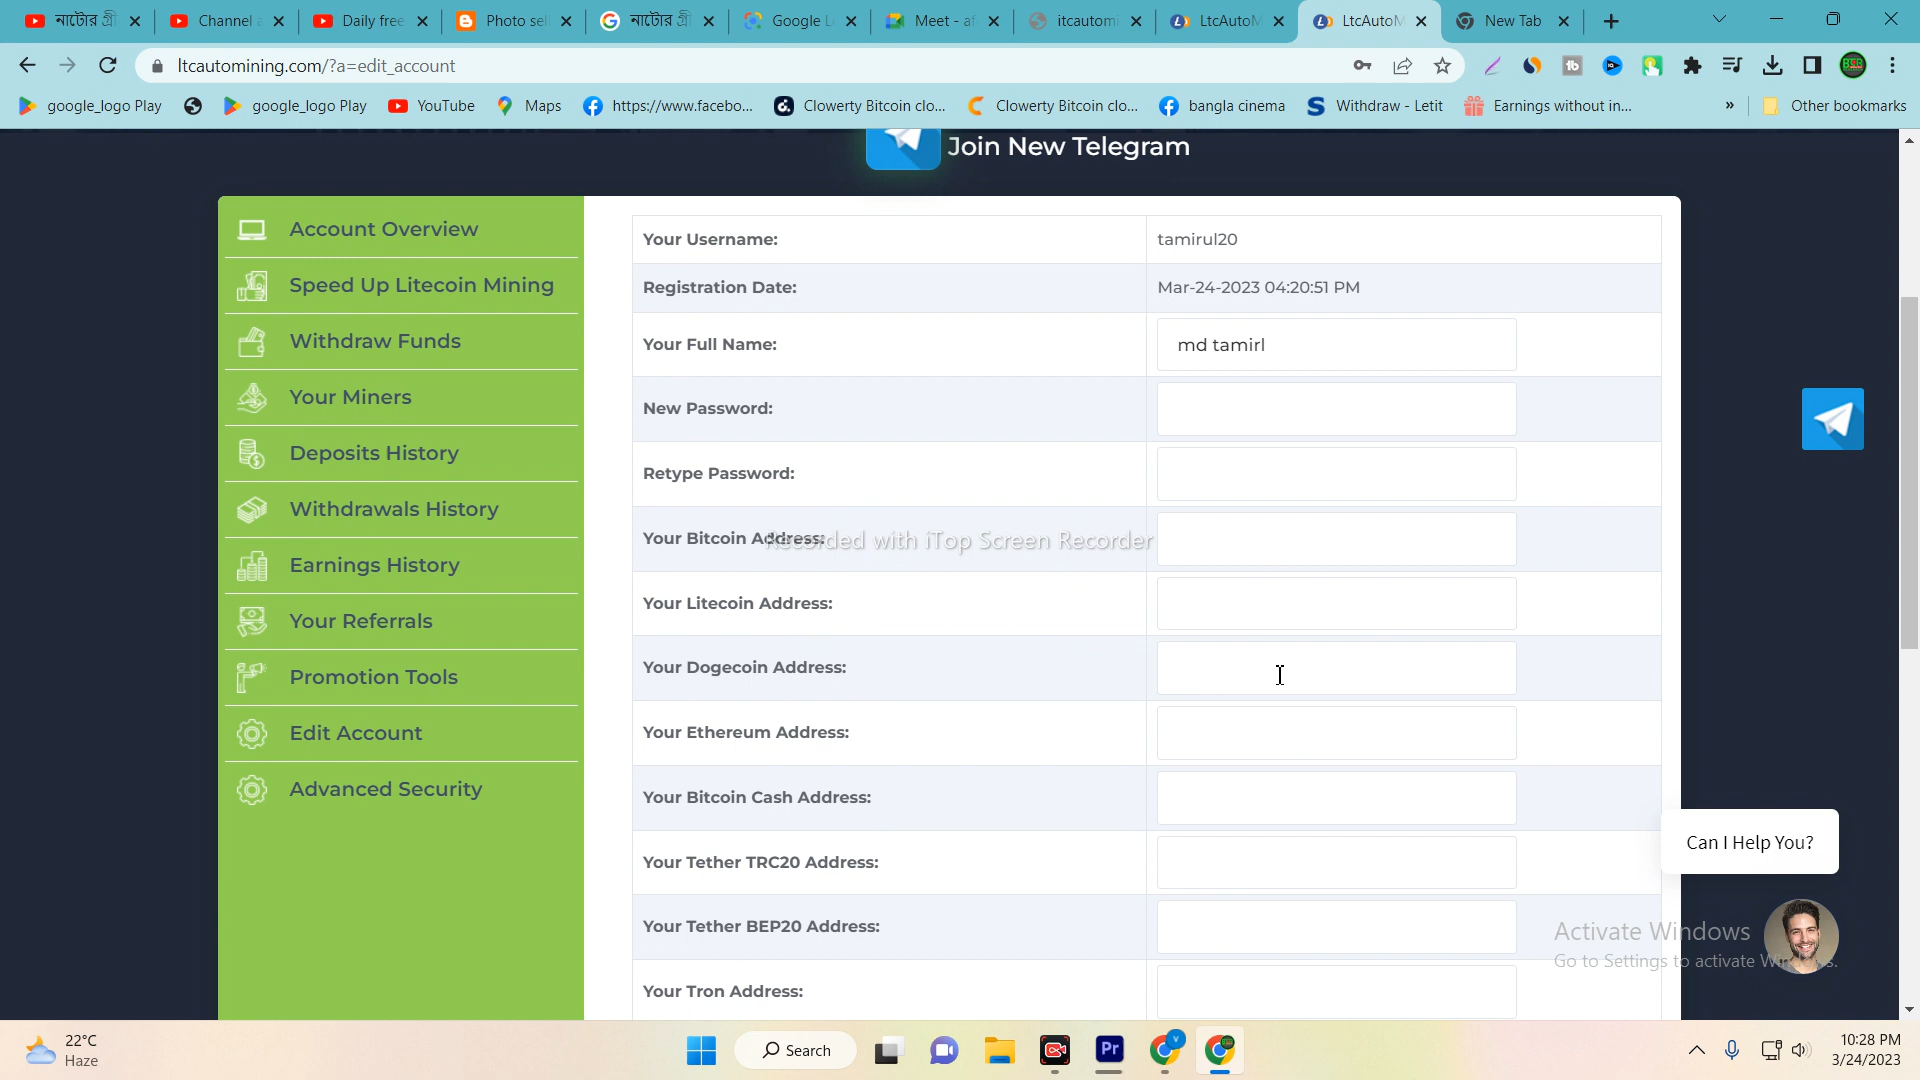 নাটোর গ্রী
Channel a
Daily free
Photo sell
নাটোর গ্রী
Google L
Meet - af
itcautomi
LtcAutoM
LtcAutoM
New Tab
ltcautomining.com/?a=edit_account
google_logo Play
google_logo Play
YouTube
Maps
https://www.facebo...
Clowerty Bitcoin clo...
Clowerty Bitcoin clo...
bangla cinema
Withdraw - Letit
Earnings without in...
»
Other bookmarks
Join New Telegram
Account Overview
Speed Up Litecoin Mining
Withdraw Funds
Your Miners
Deposits History
Withdrawals History
Earnings History
Your Referrals
Promotion Tools
Edit Account
Advanced Security
Your Username: tamirul20
Registration Date: Mar-24-2023 04:20:51 PM
Your Full Name: md tamirl
New Password:
Retype Password:
Your Bitcoin Address:
Recorded with iTop Screen Recorder
Your Litecoin Address:
Your Dogecoin Address:
Your Ethereum Address:
Your Bitcoin Cash Address:
Your Tether TRC20 Address:
Your Tether BEP20 Address:
Your Tron Address:
Can I Help You?
Activate Windows
Go to Settings to activate Windows.
22°C
Haze
Search
Pr
10:28 PM
3/24/2023